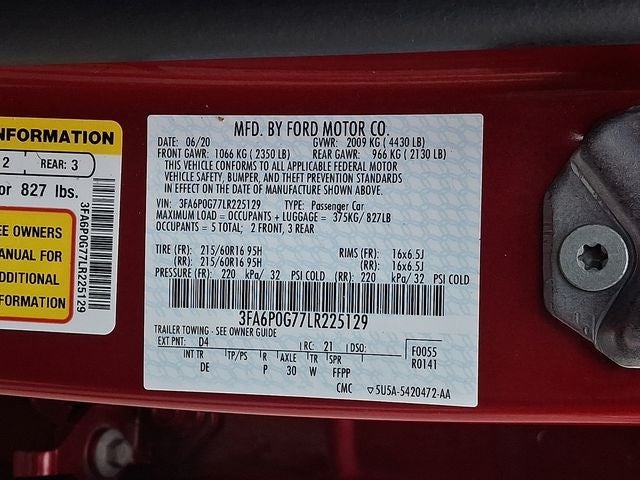 NFORMATION
2 REAR: 3
or 827 lbs.
EE OWNERS
ANUAL FOR
ADDITIONAL
FORMATION
3FA6P0G77LR225129
MFD. BY FORD MOTOR CO.
DATE: 06/20 GVWR: 2009 KG (4430 LB)
FRONT GAWR: 1066 KG (2350 LB) REAR GAWR: 966 KG (2130 LB)
THIS VEHICLE CONFORMS TO ALL APPLICABLE FEDERAL MOTOR
VEHICLE SAFETY, BUMPER, AND THEFT PREVENTION STANDARDS
IN EFFECT ON THE DATE OF MANUFACTURE SHOWN ABOVE.
VIN: 3FA6P0G77LR225129 TYPE: Passenger Car
MAXIMUM LOAD = OCCUPANTS + LUGGAGE = 375KG/827LB
OCCUPANTS = 5 TOTAL; 2 FRONT, 3 REAR
TIRE (FR): 215/60R16 95H RIMS (FR): 16x6.5J
(RR): 215/60R16 95H (RR): 16x6.5J
PRESSURE (FR): 220 kPa/ 32 PSI COLD (RR): 220 kPa/ 32 PSI COLD
3FA6P0G77LR225129
TRAILER TOWING - SEE OWNER GUIDE
EXT PNT: D4 RC: 21 DSO: F0055
INT TR TP/PS R AXLE TR SPR R0141
DE P 30 W FFPP
CMC 5U5A-5420472-AA